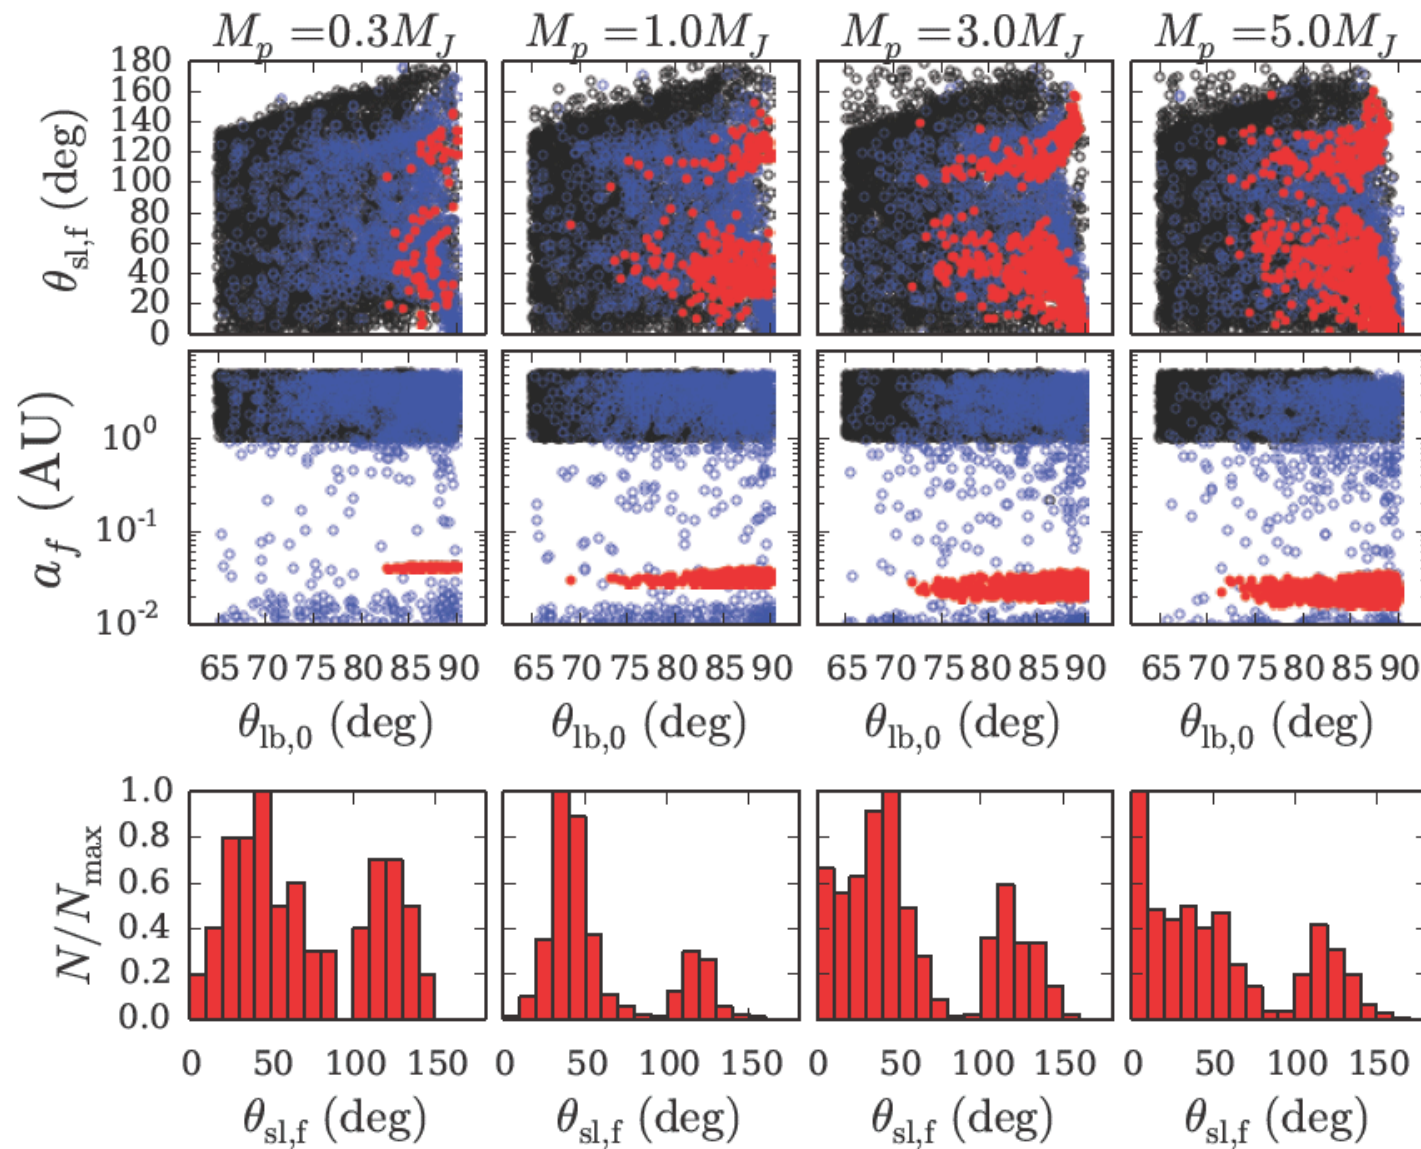 M_p =0.3M_J M_p =1.0M_J M_p =3.0M_J M_p =5.0M_J
θ_sl,f (deg)
180
160
140
120
100
80
60
40
20
0
a_f (AU)
10^0
10^-1
10^-2
65 70 75 80 85 90 65 70 75 80 85 90 65 70 75 80 85 90 65 70 75 80 85 90
θ_lb,0 (deg) θ_lb,0 (deg) θ_lb,0 (deg) θ_lb,0 (deg)
N/N_max
1.0
0.8
0.6
0.4
0.2
0.0
0 50 100 150 0 50 100 150 0 50 100 150 0 50 100 150
θ_sl,f (deg) θ_sl,f (deg) θ_sl,f (deg) θ_sl,f (deg)